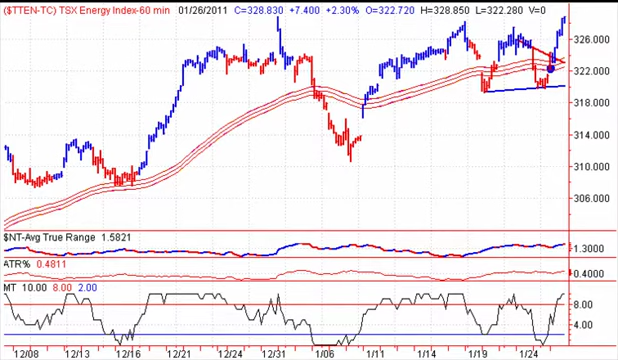 ($TTEN-TC) TSX Energy Index-60 min 01/26/2011 C=328.830 +7.400 +2.30% O=322.720 H=328.850 L=322.280 V=0
326.000
322.000
318.000
314.000
310.000
306.000
$NT-Avg True Range 1.5821
1.3000
ATR% 0.4811
0.4000
MT 10.00 8.00 2.00
8.00
4.00
12/08 12/13 12/16 12/21 12/24 12/31 1/06 1/11 1/14 1/19 1/24